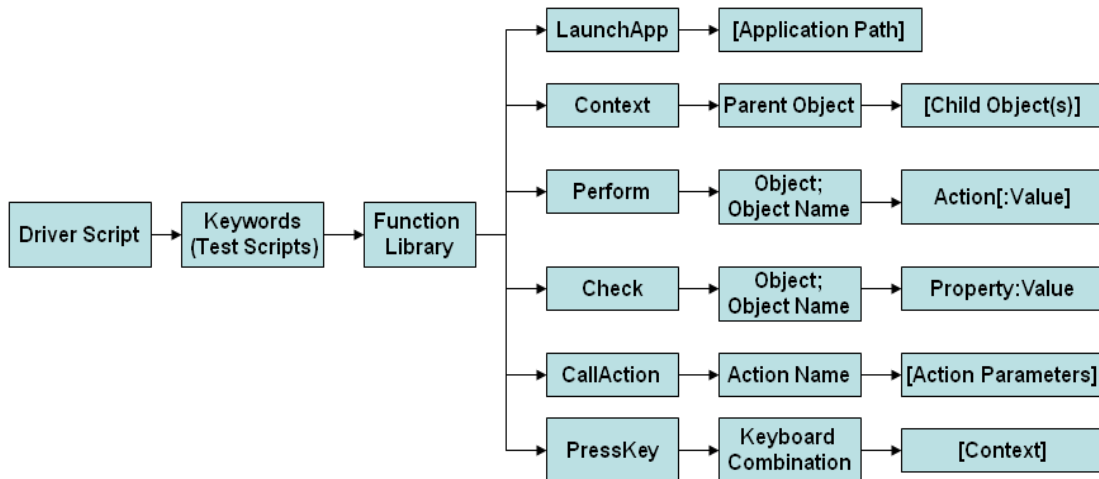 LaunchApp
[Application Path]
Context
Parent Object
[Child Object(s)]
Perform
Object;
Object Name
Action[:Value]
Driver Script
Keywords
(Test Scripts)
Function
Library
Check
Object;
Object Name
Property:Value
CallAction
Action Name
[Action Parameters]
PressKey
Keyboard
Combination
[Context]